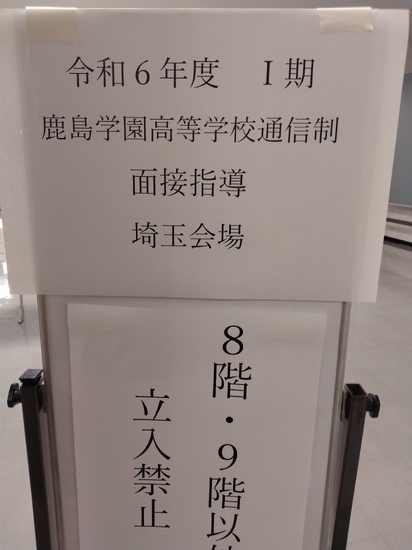 令和６年度　Ⅰ期
鹿島学園高等学校通信制
面接指導
埼玉会場
８階・９階以
立入禁止